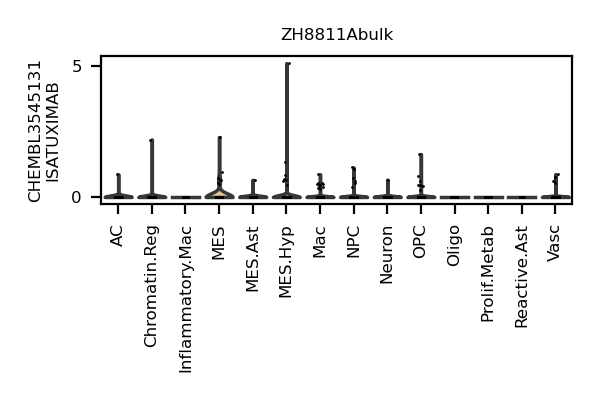 ZH8811Abulk
CHEMBL3545131
ISATUXIMAB
5
0
AC
Chromatin.Reg
Inflammatory.Mac
MES
MES.Ast
MES.Hyp
Mac
NPC
Neuron
OPC
Oligo
Prolif.Metab
Reactive.Ast
Vasc